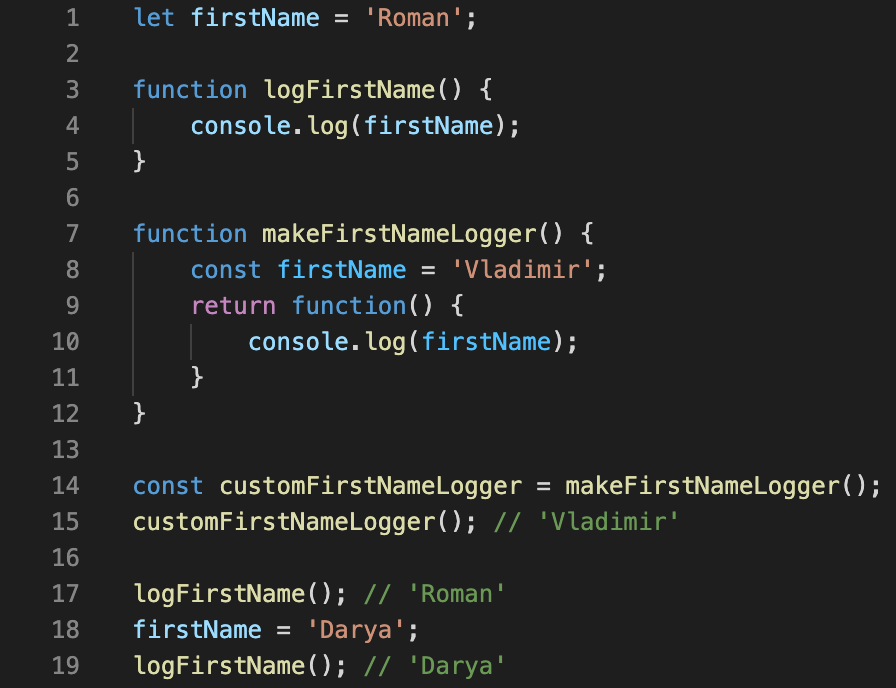 1 let firstName = 'Roman';
2
3 function logFirstName() {
4     console.log(firstName);
5 }
6
7 function makeFirstNameLogger() {
8     const firstName = 'Vladimir';
9     return function() {
10         console.log(firstName);
11     }
12 }
13
14 const customFirstNameLogger = makeFirstNameLogger();
15 customFirstNameLogger(); // 'Vladimir'
16
17 logFirstName(); // 'Roman'
18 firstName = 'Darya';
19 logFirstName(); // 'Darya'